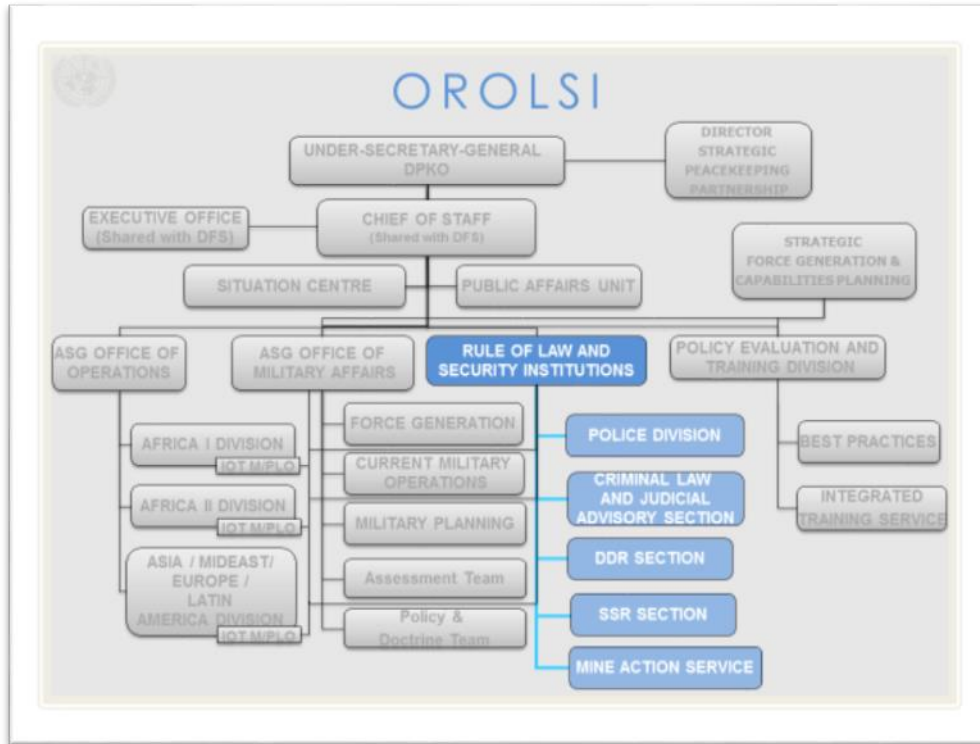 OROLSI
UNDER-SECRETARY-GENERAL
DPKO
DIRECTOR
STRATEGIC
PEACEKEEPING
PARTNERSHIP
EXECUTIVE OFFICE
(Shared with DFS)
CHIEF OF STAFF
(Shared with DFS)
STRATEGIC
FORCE GENERATION &
CAPABILITIES PLANNING
SITUATION CENTRE
PUBLIC AFFAIRS UNIT
ASG OFFICE OF
OPERATIONS
ASG OFFICE OF
MILITARY AFFAIRS
RULE OF LAW AND
SECURITY INSTITUTIONS
POLICY EVALUATION AND
TRAINING DIVISION
AFRICA I DIVISION
IOT M/PLO
AFRICA II DIVISION
IOT M/PLO
ASIA / MIDEAST/
EUROPE /
LATIN
AMERICA DIVISION
IOT M/PLO
FORCE GENERATION
CURRENT MILITARY
OPERATIONS
MILITARY PLANNING
Assessment Team
Policy &
Doctrine Team
POLICE DIVISION
CRIMINAL LAW
AND JUDICIAL
ADVISORY SECTION
DDR SECTION
SSR SECTION
MINE ACTION SERVICE
BEST PRACTICES
INTEGRATED
TRAINING SERVICE